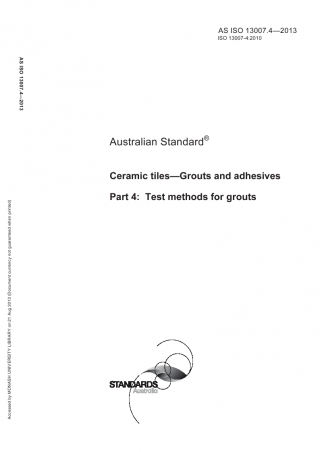 AS ISO 13007.4—2013
ISO 13007-4:2010
AS ISO 13007.4—2013
Australian Standard®
Ceramic tiles—Grouts and adhesives
Part 4: Test methods for grouts
Accessed by MONASH UNIVERSITY LIBRARY on 21 Aug 2013 (Document currency not guaranteed when printed)
STANDARDS
Australia